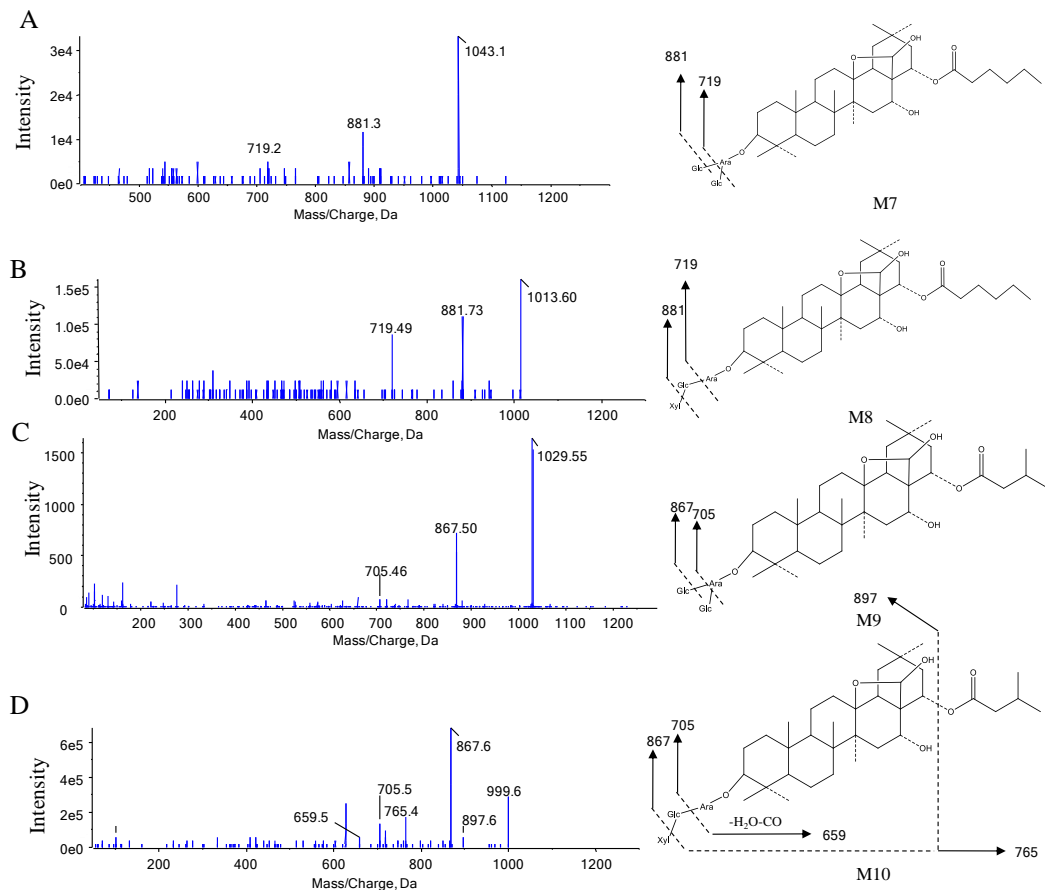 A
Intensity
3e4
2e4
1e4
0e0
719.2
881.3
1043.1
500
600
700
800
900
1000
1100
1200
Mass/Charge, Da
881
719
Glc
Glc
Ara
O
O
OH
OH
O
O
M7
B
Intensity
1.5e5
1.0e5
5.0e4
0.0e0
719.49
881.73
1013.60
200
400
600
800
1000
1200
Mass/Charge, Da
719
881
Xyl
Glc
Ara
O
O
OH
OH
O
O
M8
C
Intensity
1500
1000
500
0
705.46
867.50
1029.55
200
300
400
500
600
700
800
900
1000
1100
1200
Mass/Charge, Da
867
705
Glc
Glc
Ara
O
O
OH
OH
O
O
M9
D
Intensity
6e5
4e5
2e5
0e0
659.5
705.5
765.4
867.6
897.6
999.6
200
400
600
800
1000
1200
Mass/Charge, Da
897
867
705
Xyl
Glc
Ara
O
O
OH
OH
O
O
-H₂O-CO
659
765
M10